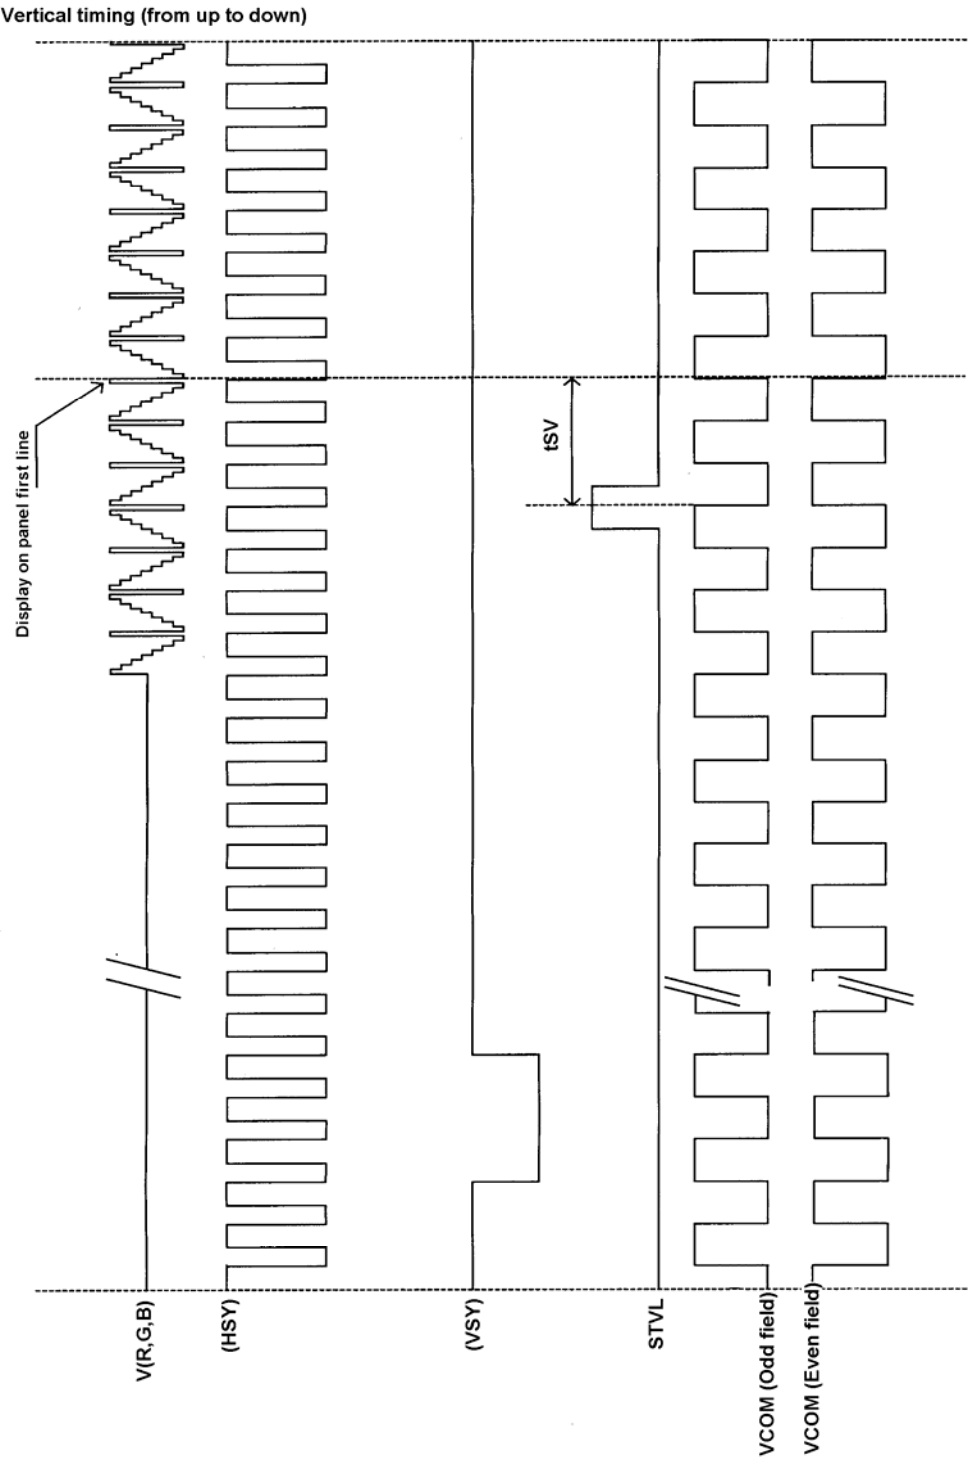 Vertical timing (from up to down)
Display on panel first line
tSV
V(R,G,B)
(HSY)
(VSY)
STVL
VCOM (Odd field)
VCOM (Even field)